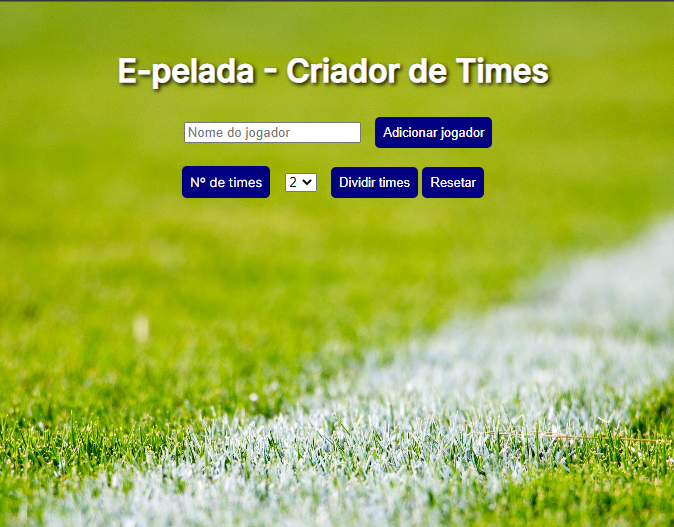 E-pelada - Criador de Times
Nome do jogador Adicionar jogador
Nº de times 2 Dividir times Resetar